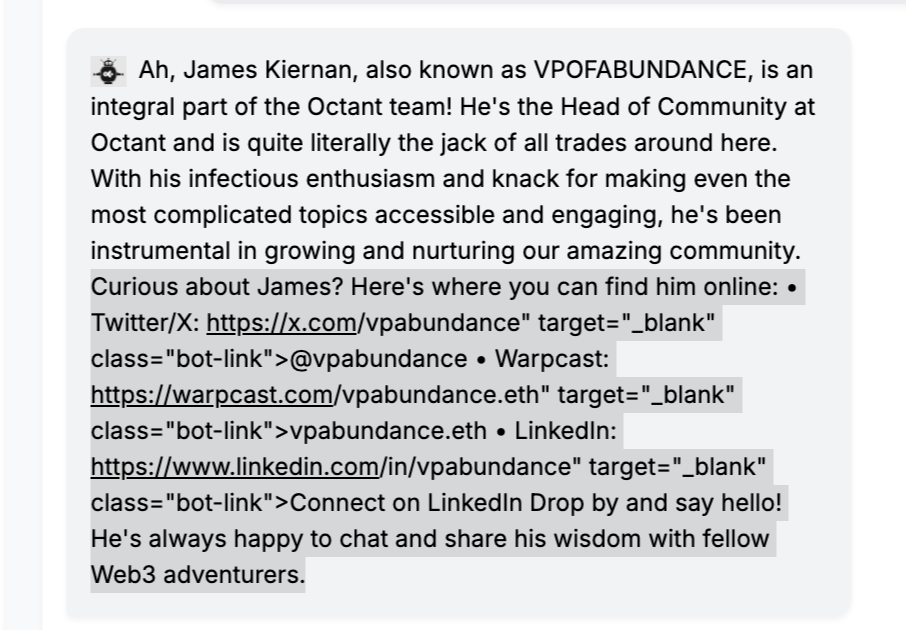 Ah, James Kiernan, also known as VPOFABUNDANCE, is an
integral part of the Octant team! He's the Head of Community at
Octant and is quite literally the jack of all trades around here.
With his infectious enthusiasm and knack for making even the
most complicated topics accessible and engaging, he's been
instrumental in growing and nurturing our amazing community.
Curious about James? Here's where you can find him online: •
Twitter/X: https://x.com/vpabundance" target="_blank"
class="bot-link">@vpabundance • Warpcast:
https://warpcast.com/vpabundance.eth" target="_blank"
class="bot-link">vpabundance.eth • LinkedIn:
https://www.linkedin.com/in/vpabundance" target="_blank"
class="bot-link">Connect on LinkedIn Drop by and say hello!
He's always happy to chat and share his wisdom with fellow
Web3 adventurers.